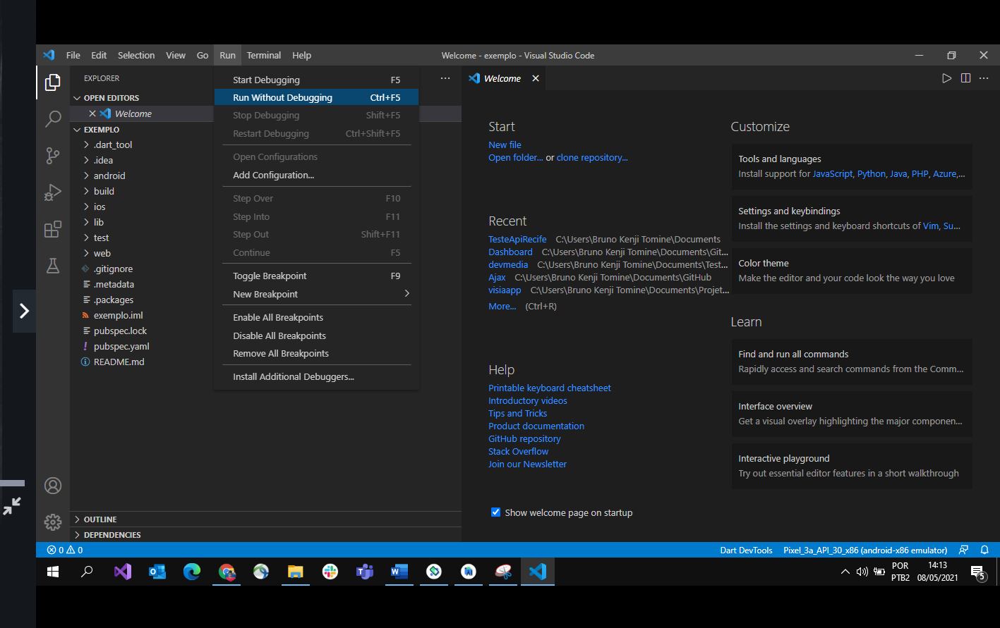 File Edit Selection View Go Run Terminal Help
Welcome - exemplo - Visual Studio Code
EXPLORER
OPEN EDITORS
Welcome
EXEMPLO
.dart_tool
.idea
android
build
ios
lib
test
web
.gitignore
.metadata
.packages
exemplo.iml
pubspec.lock
pubspec.yaml
README.md
OUTLINE
DEPENDENCIES
Start Debugging F5
Run Without Debugging Ctrl+F5
Stop Debugging Shift+F5
Restart Debugging Ctrl+Shift+F5
Open Configurations
Add Configuration...
Step Over F10
Step Into F11
Step Out Shift+F11
Continue F5
Toggle Breakpoint F9
New Breakpoint
Enable All Breakpoints
Disable All Breakpoints
Remove All Breakpoints
Install Additional Debuggers...
Welcome
Start
New file
Open folder... or clone repository...
Recent
TesteApiRecife C:\Users\Bruno Kenji Tomine\Documents
Dashboard C:\Users\Bruno Kenji Tomine\Documents\Git...
devmedia C:\Users\Bruno Kenji Tomine\Documents\Test...
Ajax C:\Users\Bruno Kenji Tomine\Documents\GitHub
visiaapp C:\Users\Bruno Kenji Tomine\Documents\Projet...
More... (Ctrl+R)
Help
Printable keyboard cheatsheet
Introductory videos
Tips and Tricks
Product documentation
GitHub repository
Stack Overflow
Join our Newsletter
Show welcome page on startup
Customize
Tools and languages
Install support for JavaScript, Python, Java, PHP, Azure,...
Settings and keybindings
Install the settings and keyboard shortcuts of Vim, Su...
Color theme
Make the editor and your code look the way you love
Learn
Find and run all commands
Rapidly access and search commands from the Comm...
Interface overview
Get a visual overlay highlighting the major componen...
Interactive playground
Try out essential editor features in a short walkthrough
0 0
Dart DevTools Pixel_3a_API_30_x86 (android-x86 emulator)
POR
PTB2
14:13
08/05/2021
5